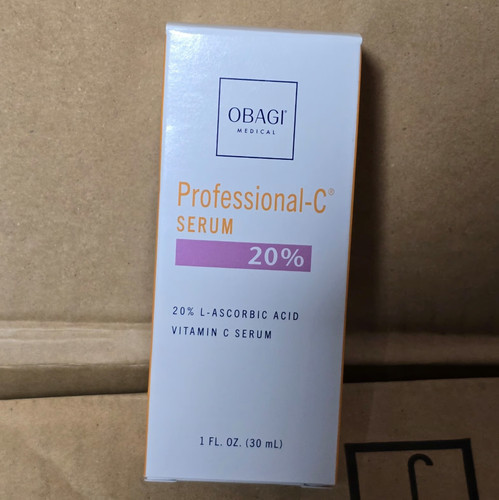 OBAGI®
MEDICAL
Professional-C®
SERUM
20%
20% L-ASCORBIC ACID
VITAMIN C SERUM
1 FL. OZ. (30 mL)